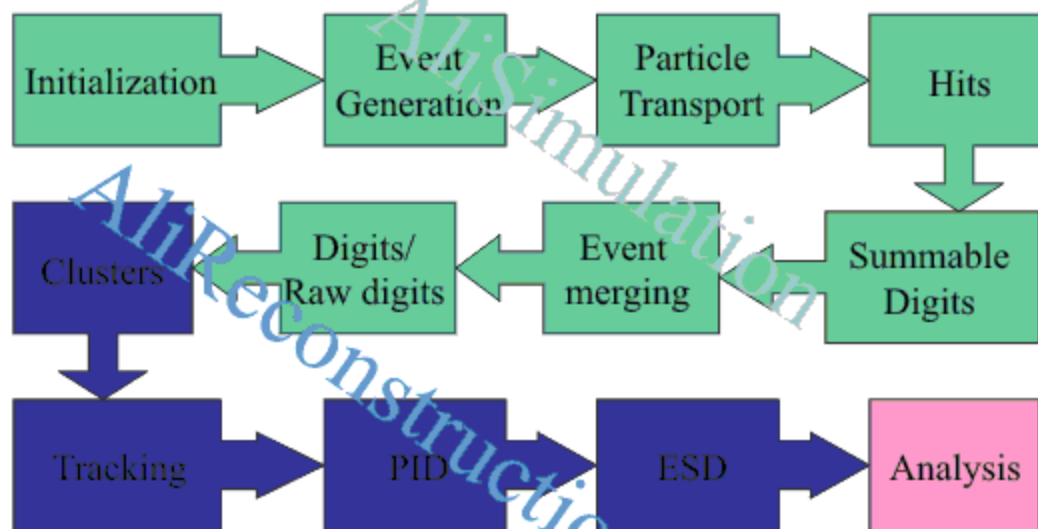 Initialization
Event
Generation
Particle
Transport
Hits
AliSimulation
Summable
Digits
Event
merging
Digits/
Raw digits
Clusters
AliReconstructio
Tracking
PID
ESD
Analysis